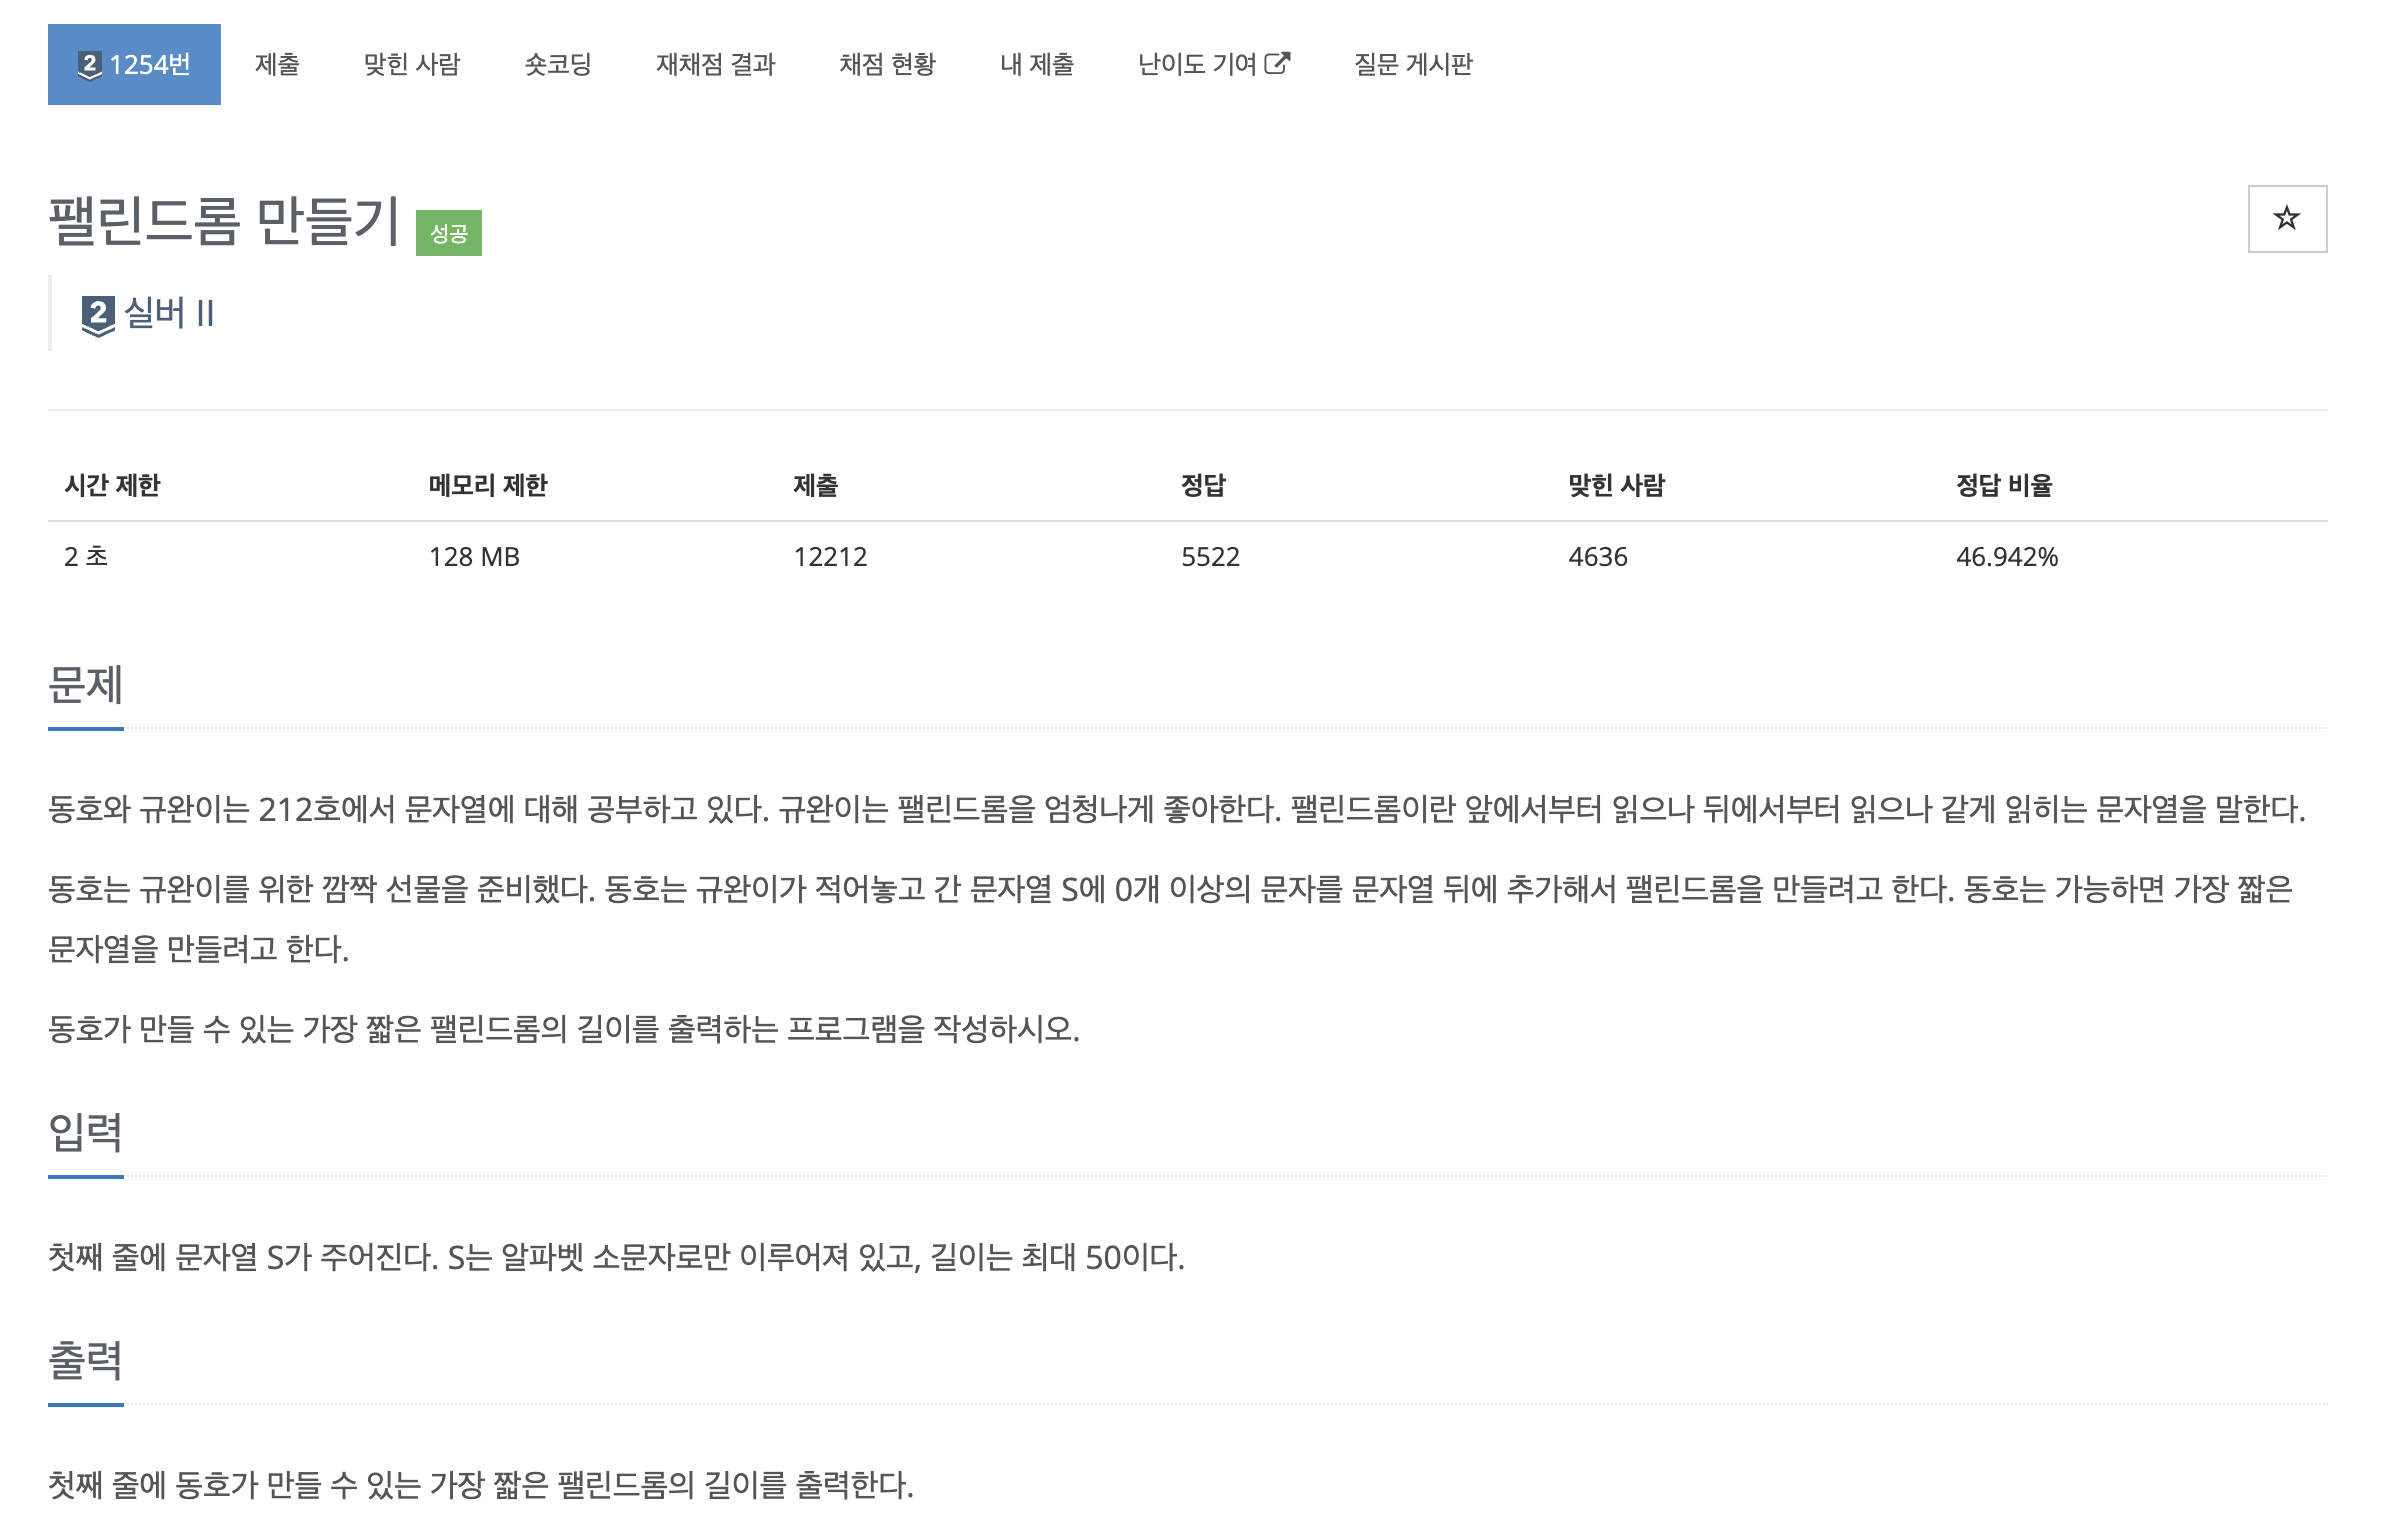 2 1254번 제출 맞힌 사람 숏코딩 재채점 결과 채점 현황 내 제출 난이도 기여 질문 게시판
팰린드롬 만들기 성공
2 실버 II
시간 제한 메모리 제한 제출 정답 맞힌 사람 정답 비율
2 초 128 MB 12212 5522 4636 46.942%
문제
동호와 규완이는 212호에서 문자열에 대해 공부하고 있다. 규완이는 팰린드롬을 엄청나게 좋아한다. 팰린드롬이란 앞에서부터 읽으나 뒤에서부터 읽으나 같게 읽히는 문자열을 말한다.
동호는 규완이를 위한 깜짝 선물을 준비했다. 동호는 규완이가 적어놓고 간 문자열 S에 0개 이상의 문자를 문자열 뒤에 추가해서 팰린드롬을 만들려고 한다. 동호는 가능하면 가장 짧은
문자열을 만들려고 한다.
동호가 만들 수 있는 가장 짧은 팰린드롬의 길이를 출력하는 프로그램을 작성하시오.
입력
첫째 줄에 문자열 S가 주어진다. S는 알파벳 소문자로만 이루어져 있고, 길이는 최대 50이다.
출력
첫째 줄에 동호가 만들 수 있는 가장 짧은 팰린드롬의 길이를 출력한다.